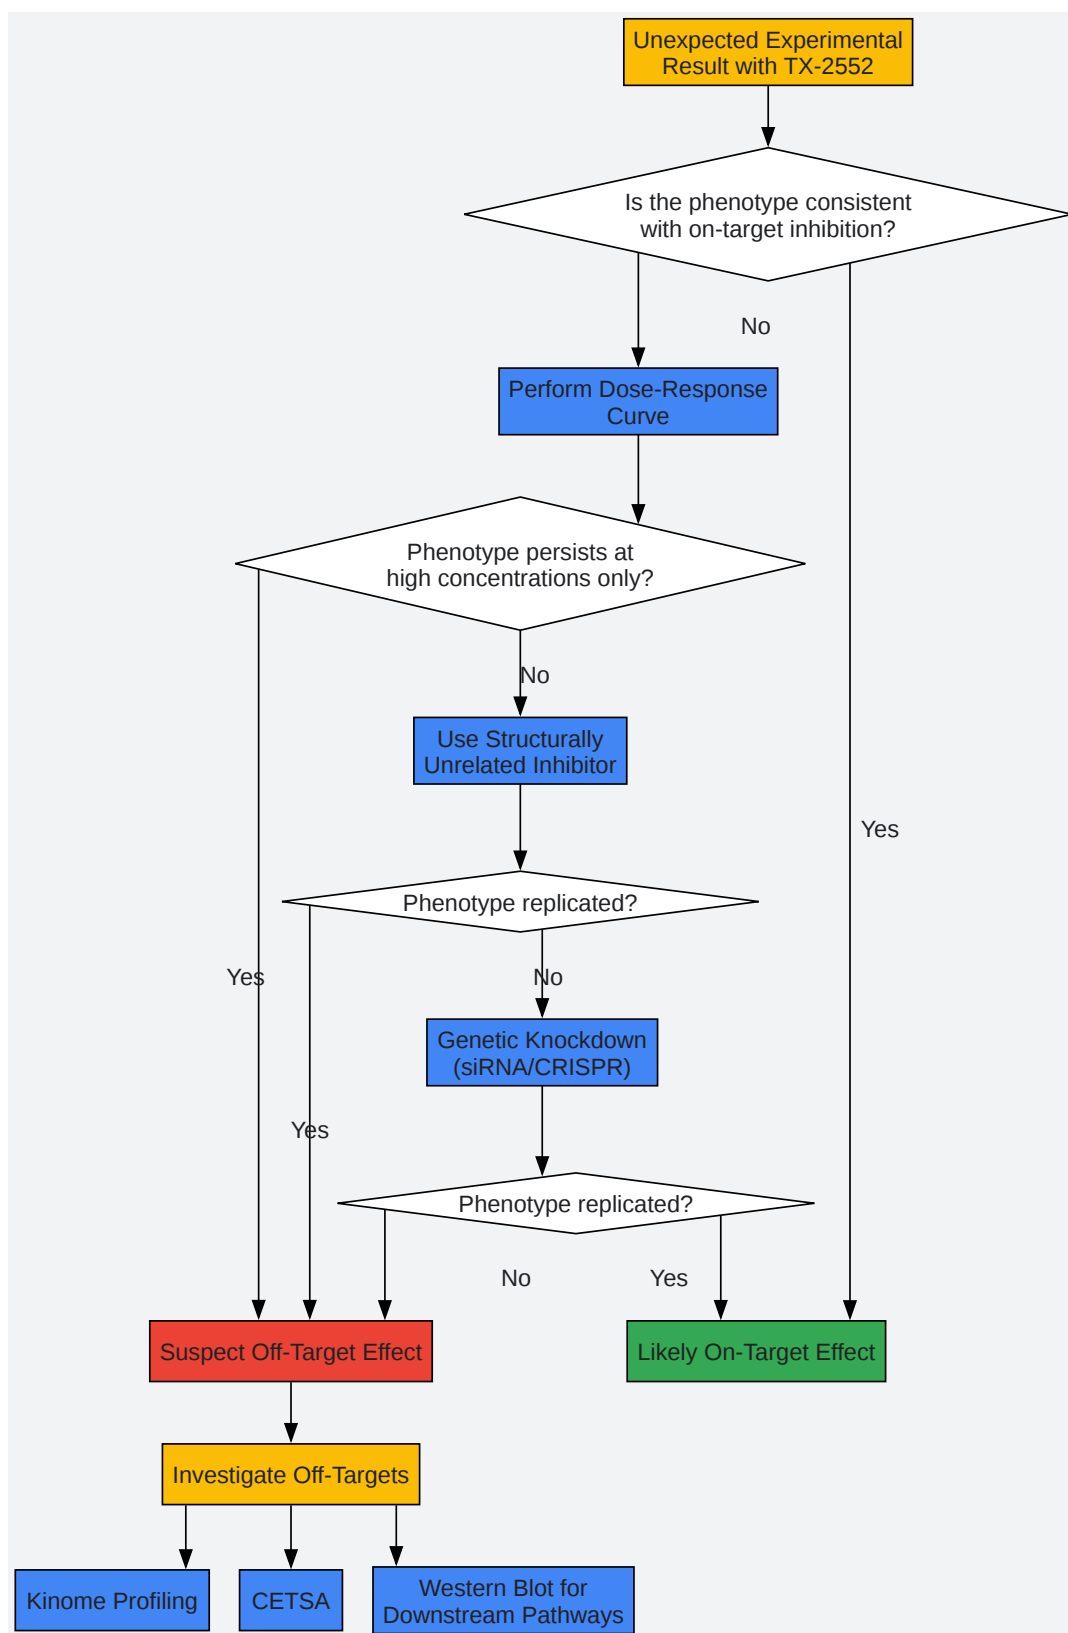 Unexpected Experimental
Result with TX-2552
Is the phenotype consistent
with on-target inhibition?
No
Perform Dose-Response
Curve
Phenotype persists at
high concentrations only?
No
Use Structurally
Unrelated Inhibitor
Yes
Phenotype replicated?
Yes
No
Genetic Knockdown
(siRNA/CRISPR)
Yes
Phenotype replicated?
No
Yes
Suspect Off-Target Effect
Likely On-Target Effect
Investigate Off-Targets
Kinome Profiling
CETSA
Western Blot for
Downstream Pathways